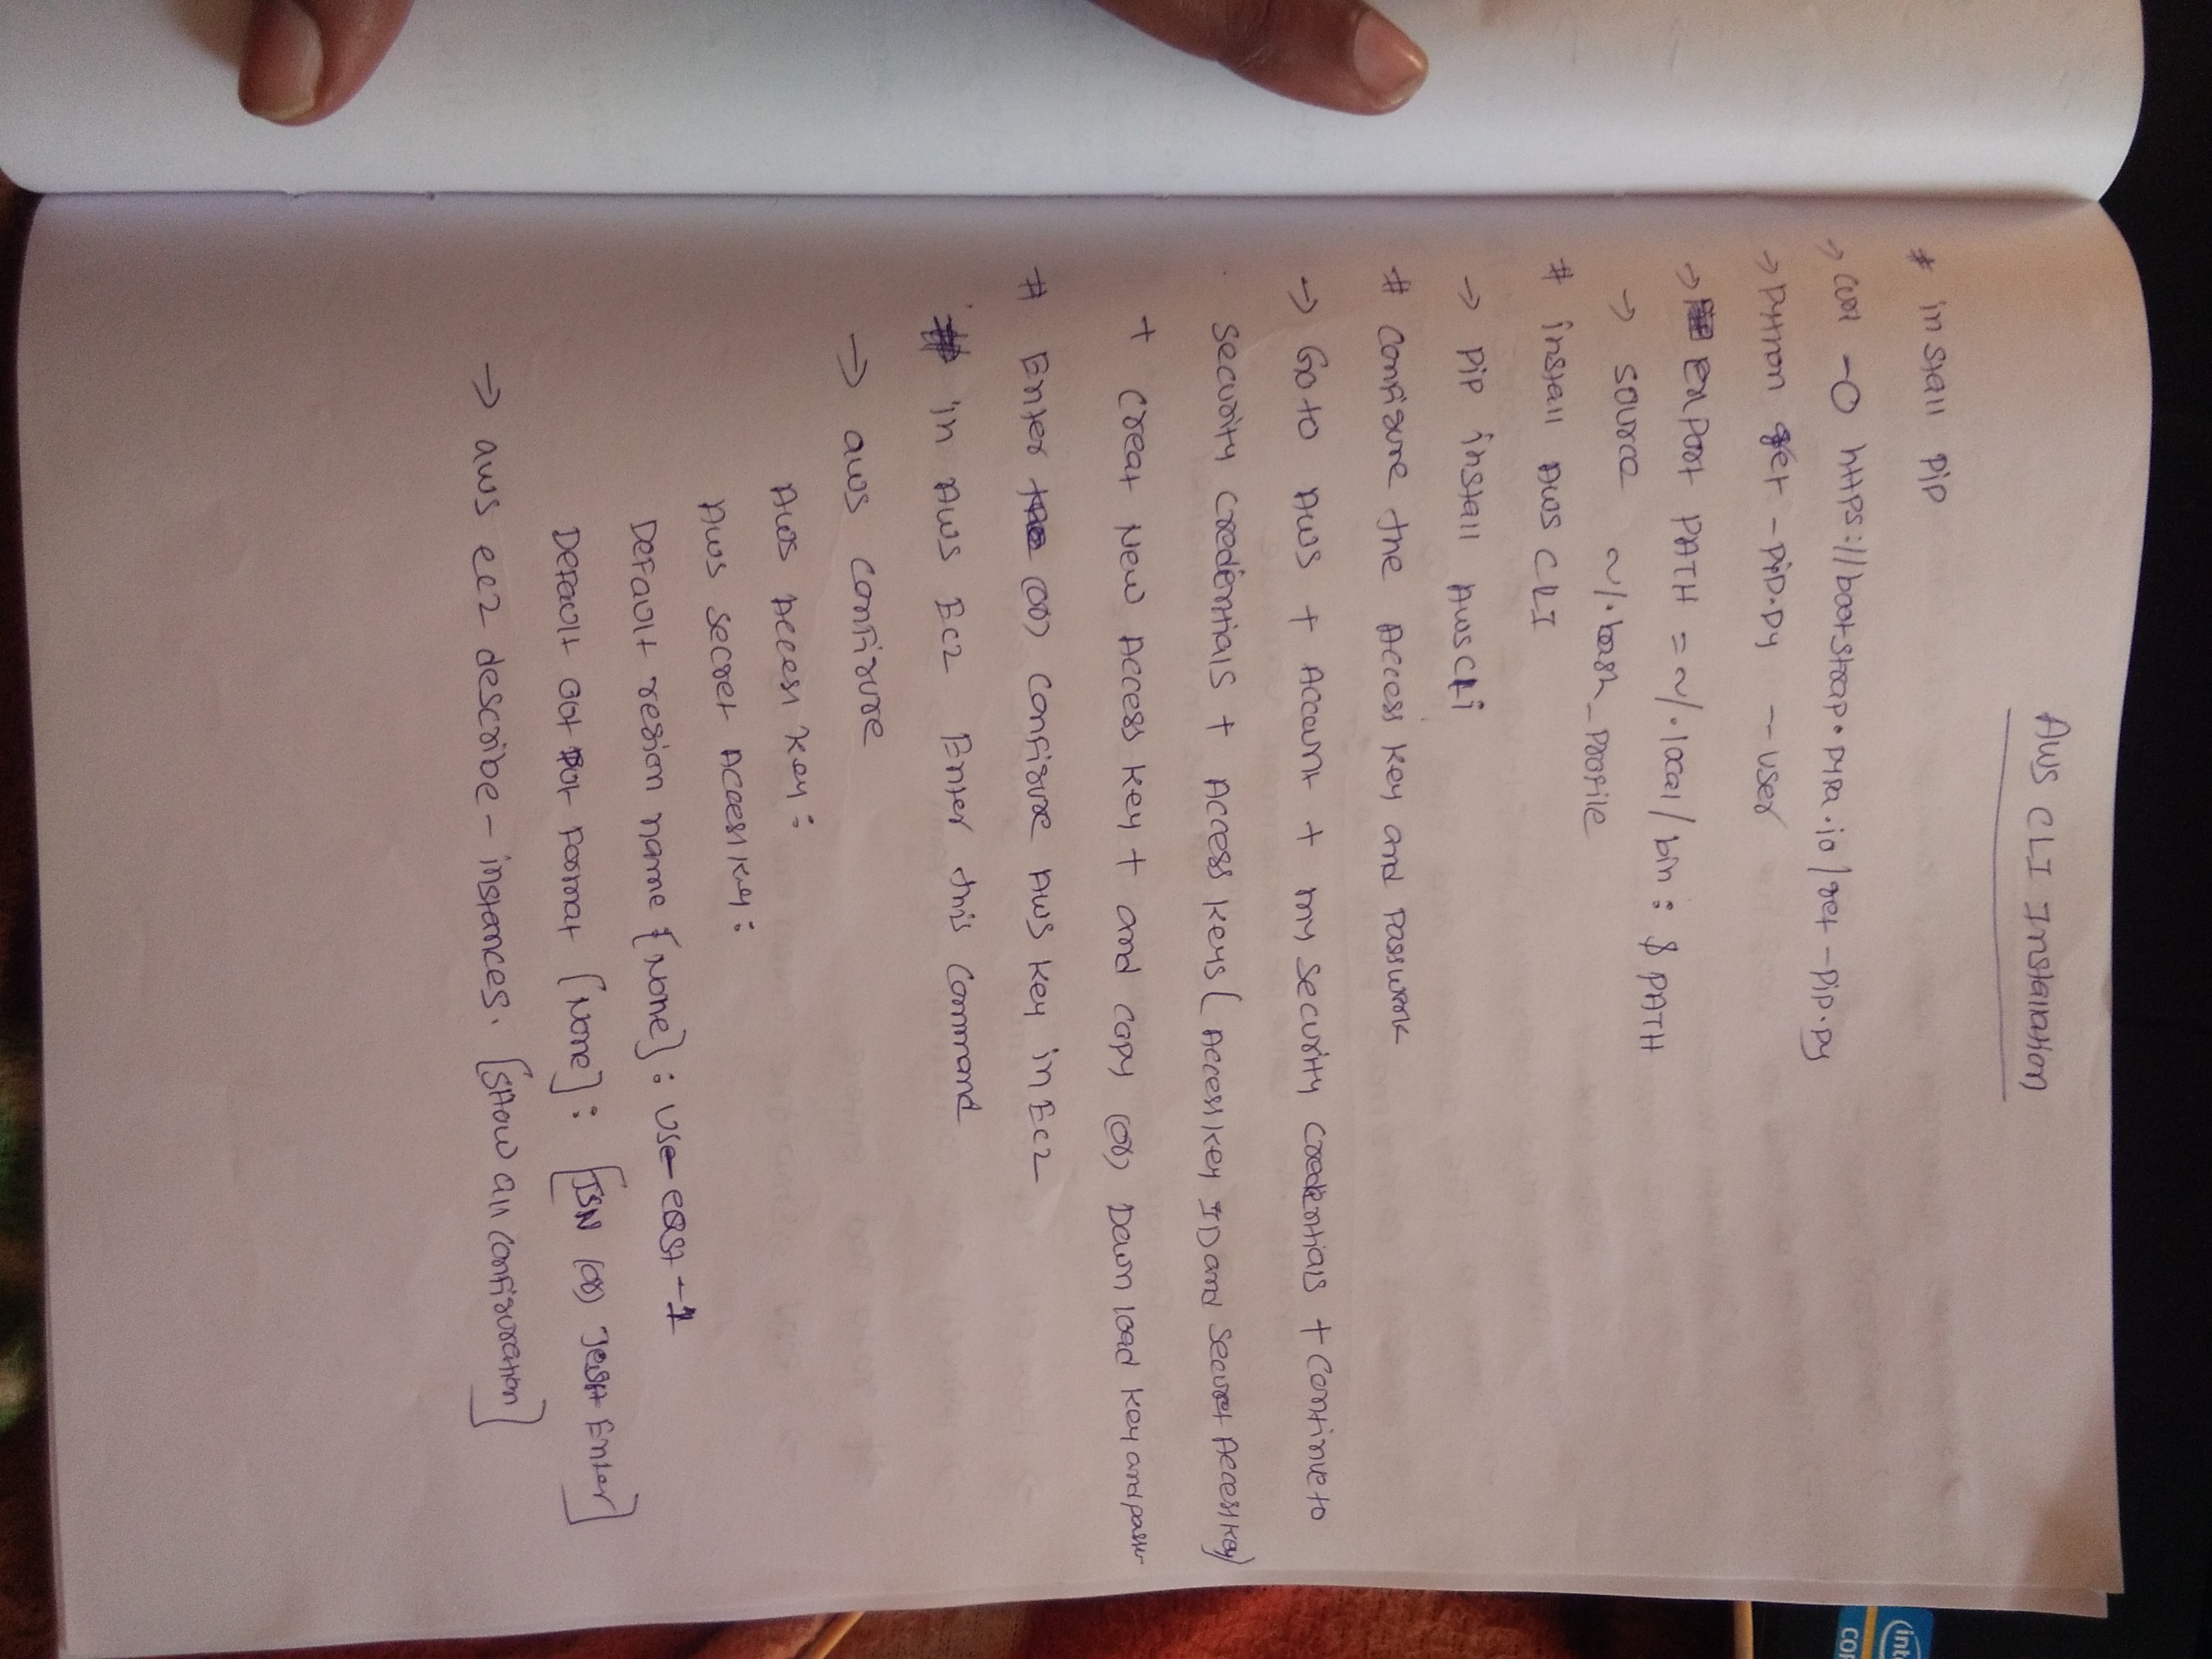 AWS CLI Installation
# install pip
→ curl -O https://bootstrap.pypa.io/get-pip.py
→ python get-pip.py --user
→ export PATH = ~/.local/bin: $PATH
→ source ~/.bash_profile
# install AWS CLI
→ pip install AWSCLi
# configure the Access key and passwork
→ Go to AWS + Account + my security credentials + continue to
security credentials + Access keys (Access key ID and secret Access key)
+ creat New Access key + and copy (or) Down load key and
# Enter (or) configure AWS key in Ec2
in AWS Ec2 Enter this command
→ aws configure
AWS Access key:
AWS secret Access key:
Default region name [None]: us-east-1
Default out put format [None]: [JSN (or) Enter]
→ aws ec2 describe-instances. [Show all configuration]
inte
COR